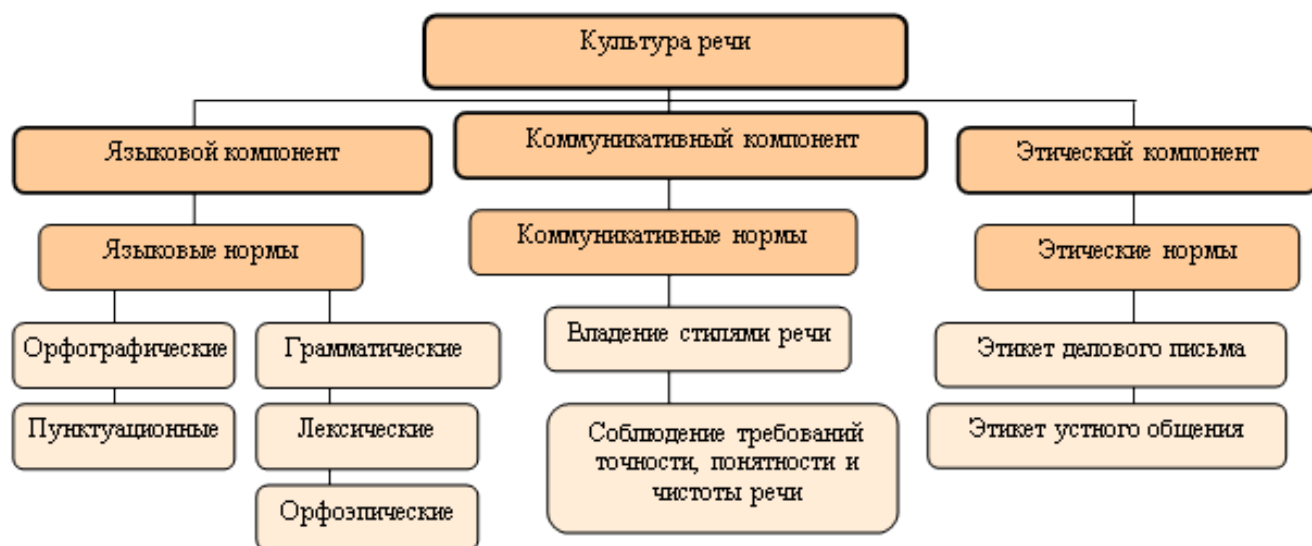 Культура речи
Языковой компонент
Коммуникативный компонент
Этический компонент
Языковые нормы
Коммуникативные нормы
Этические нормы
Орфографические
Грамматические
Владение стилями речи
Этикет делового письма
Пунктуационные
Лексические
Соблюдение требований
точности, понятности и
чистоты речи
Этикет устного общения
Орфоэпические